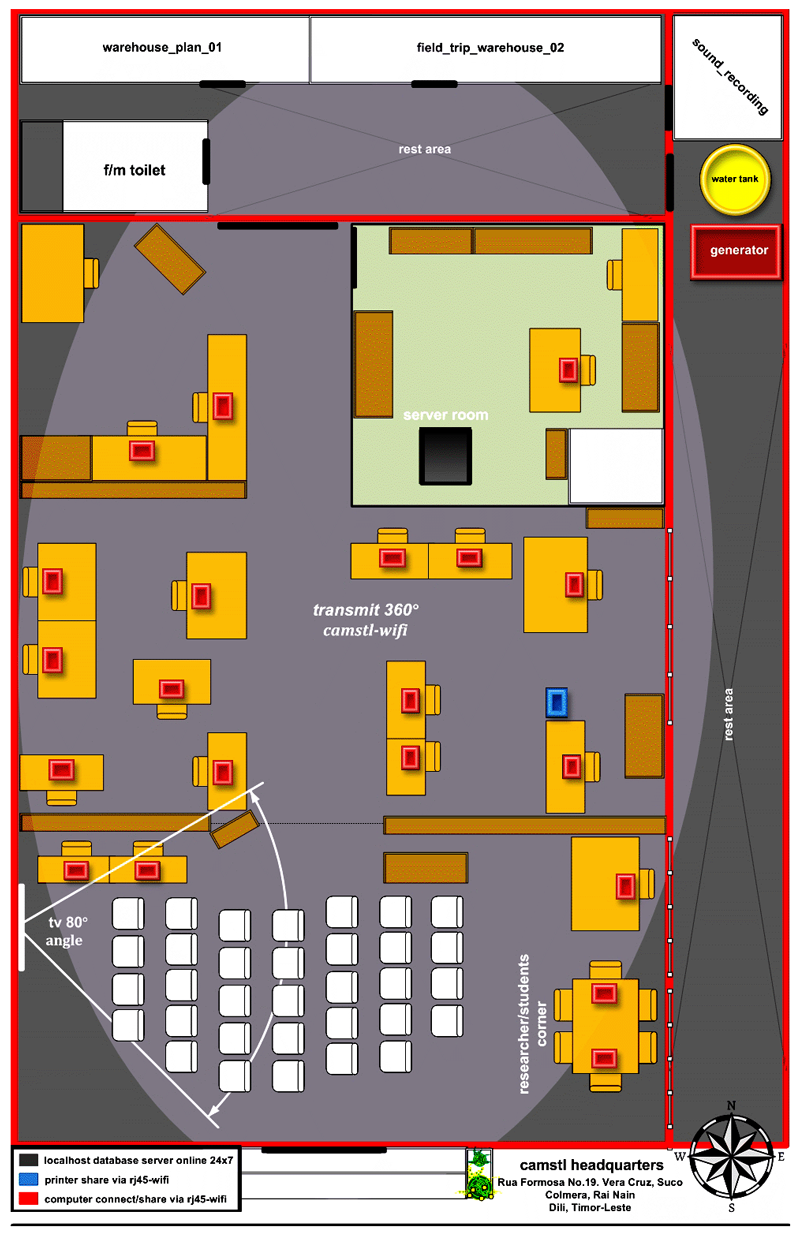 warehouse_plan_01
field_trip_warehouse_02
sound_recording
f/m toilet
rest area
water tank
generator
server room
transmit 360°
camstl-wifi
rest area
tv 80°
angle
researcher/students
corner
N
W
E
S
localhost database server online 24x7
printer share via rj45-wifi
computer connect/share via rj45-wifi
camstl headquarters
Rua Formosa No.19. Vera Cruz, Suco
Colmera, Rai Nain
Dili, Timor-Leste